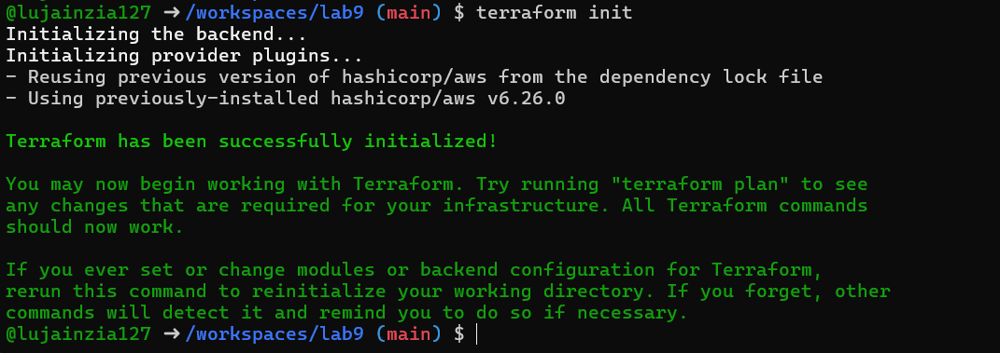 @lujainzia127 ➜ /workspaces/lab9 (main) $ terraform init
Initializing the backend...
Initializing provider plugins...
- Reusing previous version of hashicorp/aws from the dependency lock file
- Using previously-installed hashicorp/aws v6.26.0
Terraform has been successfully initialized!
You may now begin working with Terraform. Try running "terraform plan" to see
any changes that are required for your infrastructure. All Terraform commands
should now work.
If you ever set or change modules or backend configuration for Terraform,
rerun this command to reinitialize your working directory. If you forget, other
commands will detect it and remind you to do so if necessary.
@lujainzia127 ➜ /workspaces/lab9 (main) $